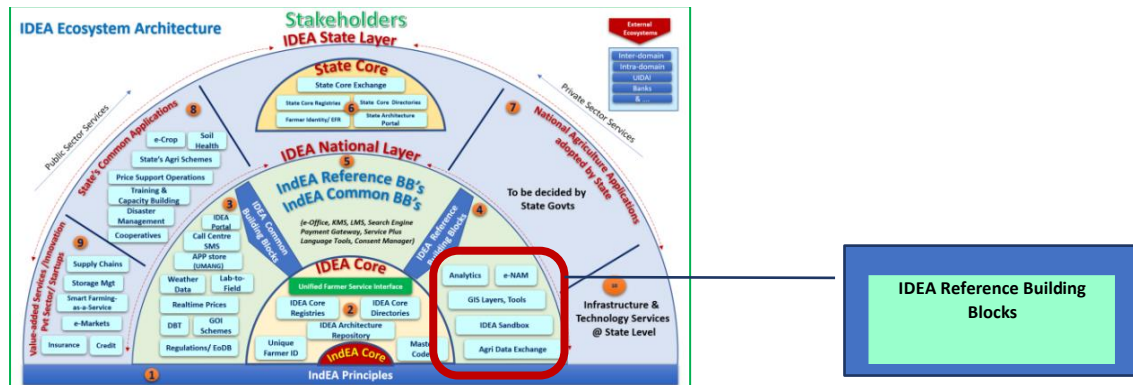 IDEA Ecosystem Architecture
Stakeholders
IDEA State Layer
External
Ecosystems
Inter-domain
Intra-domain
UIDAI
Banks
& ...
Public Sector Services
Private Sector Services
State Core
State Core Exchange
State Core Registries
State Core Directories
6
Farmer Identity/ EFR
State Architecture
Portal
8
State's Common Applications
e-Crop
Soil
Health
State's Agri Schemes
Price Support Operations
Training &
Capacity Building
Disaster
Management
Cooperatives
7
National Agriculture Applications
adopted by State
To be decided by
State Govts
IDEA National Layer
5
IndEA Reference BB's
IndEA Common BB's
(e-Office, KMS, LMS, Search Engine
Payment Gateway, Service Plus
Language Tools, Consent Manager)
3
IDEA Common
Building Blocks
IDEA
Portal
Call Centre
SMS
APP store
(UMANG)
Weather
Data
Lab-to-
Field
Realtime Prices
DBT
GOI
Schemes
Regulations/ EoDB
4
IDEA Reference
Building Blocks
Analytics
e-NAM
GIS Layers, Tools
IDEA Sandbox
Agri Data Exchange
IDEA Core
Unified Farmer Service Interface
IDEA Core
Registries
2
IDEA Core
Directories
IDEA Architecture
Repository
Unique
Farmer ID
IndEA Core
9
Value-added Services /Innovation
Pvt Sector/ Startups
Supply Chains
Storage Mgt
Smart Farming-
as-a-Service
e-Markets
Insurance
Credit
Infrastructure &
Technology Services
@ State Level
1
IndEA Principles
IDEA Reference Building
Blocks